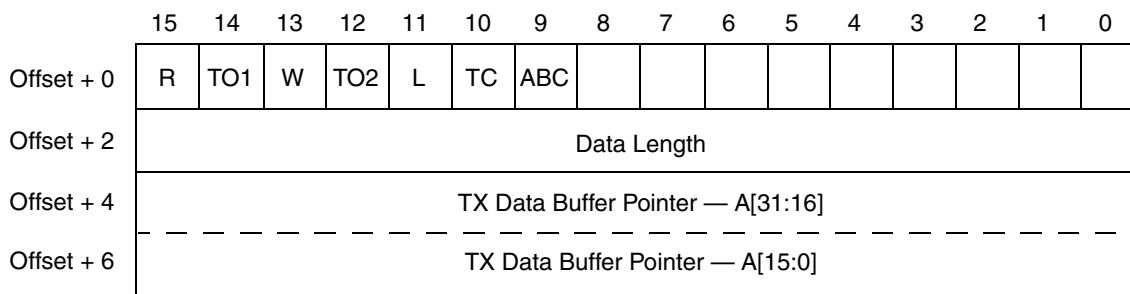 15 14 13 12 11 10 9 8 7 6 5 4 3 2 1 0
Offset + 0 R TO1 W TO2 L TC ABC
Offset + 2 Data Length
Offset + 4 TX Data Buffer Pointer — A[31:16]
Offset + 6 TX Data Buffer Pointer — A[15:0]